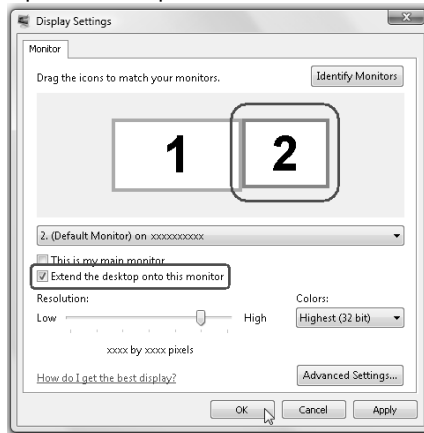 Display Settings
Monitor
Drag the icons to match your monitors.
Identify Monitors
1 2
2. (Default Monitor) on xxxxxxxxxx
This is my main monitor
Extend the desktop onto this monitor
Resolution:
Colors:
Low High
Highest (32 bit)
xxxx by xxxx pixels
How do I get the best display?
Advanced Settings...
OK Cancel Apply